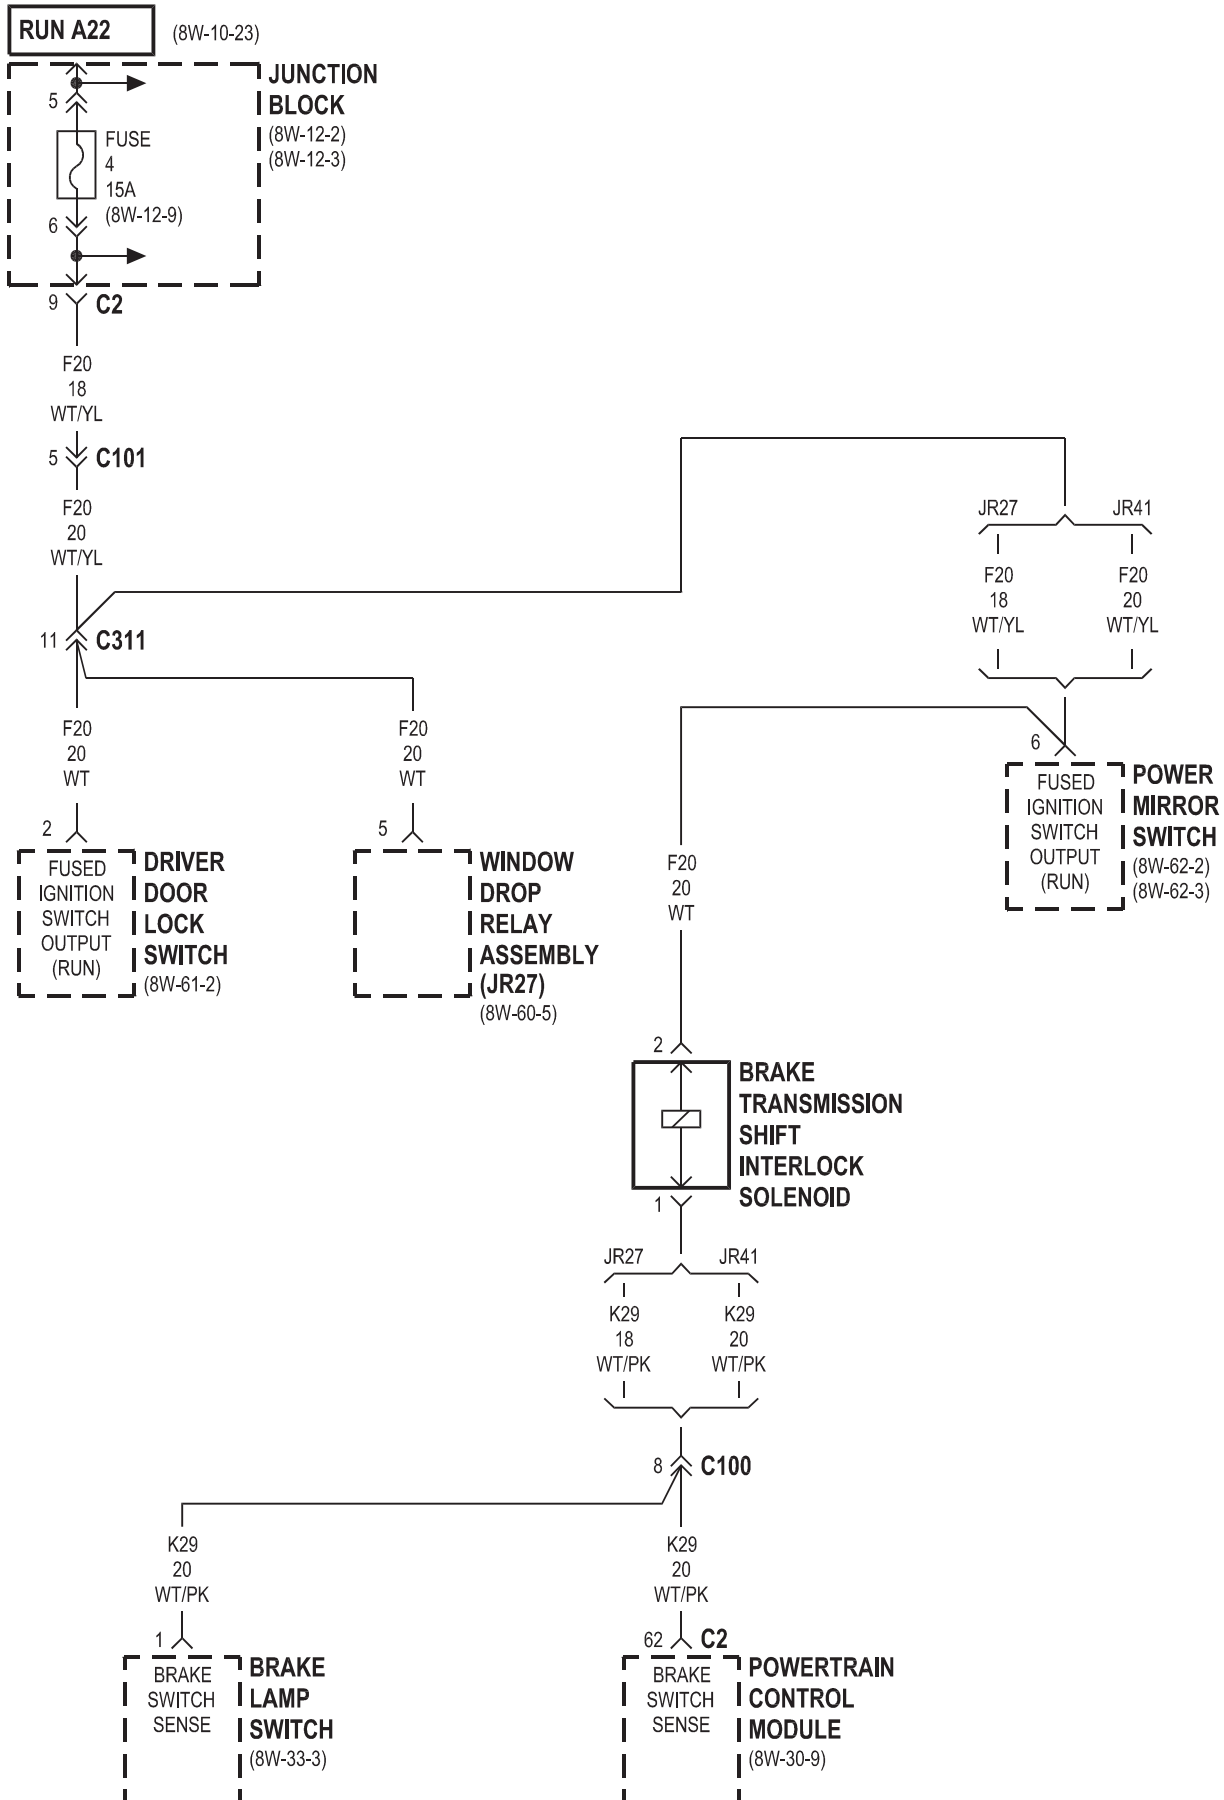 RUN A22
(8W-10-23)
JUNCTION
BLOCK
(8W-12-2)
(8W-12-3)
5
FUSE
4
15A
(8W-12-9)
6
9
C2
F20
18
WT/YL
5
C101
F20
20
WT/YL
11
C311
JR27
JR41
F20
18
WT/YL
F20
20
WT/YL
F20
20
WT
F20
20
WT
6
FUSED
IGNITION
SWITCH
OUTPUT
(RUN)
POWER
MIRROR
SWITCH
(8W-62-2)
(8W-62-3)
2
FUSED
IGNITION
SWITCH
OUTPUT
(RUN)
DRIVER
DOOR
LOCK
SWITCH
(8W-61-2)
5
WINDOW
DROP
RELAY
ASSEMBLY
(JR27)
(8W-60-5)
F20
20
WT
2
BRAKE
TRANSMISSION
SHIFT
INTERLOCK
SOLENOID
1
JR27
JR41
K29
18
WT/PK
K29
20
WT/PK
8
C100
K29
20
WT/PK
K29
20
WT/PK
1
BRAKE
SWITCH
SENSE
BRAKE
LAMP
SWITCH
(8W-33-3)
62
C2
BRAKE
SWITCH
SENSE
POWERTRAIN
CONTROL
MODULE
(8W-30-9)